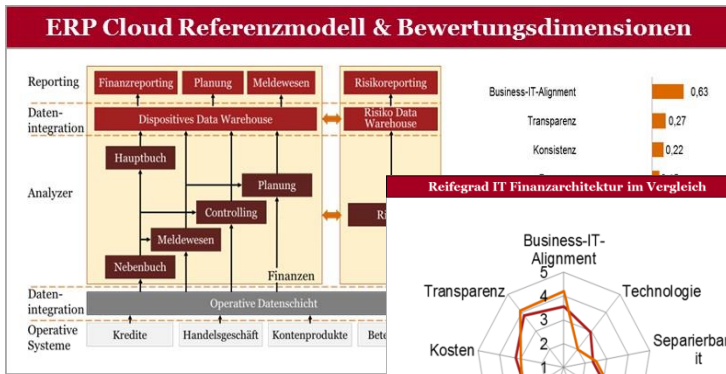 ERP Cloud Referenzmodell & Bewertungsdimensionen
Reporting
Finanzreporting
Planung
Meldewesen
Risikoreporting
Daten-
integration
Dispositives Data Warehouse
Risiko Data
Warehouse
Analyzer
Hauptbuch
Planung
Controlling
Meldewesen
Nebenbuch
Finanzen
Daten-
integration
Operative Datenschicht
Operative
Systeme
Kredite
Handelsgeschäft
Kontenprodukte
Business-IT-Alignment
0,63
Transparenz
0,27
Konsistenz
0,22
Reifegrad IT Finanzarchitektur im Vergleich
Business-IT-
Alignment
5
Transparenz
Technologie
4
3
Separierbar
it
2
Kosten
1